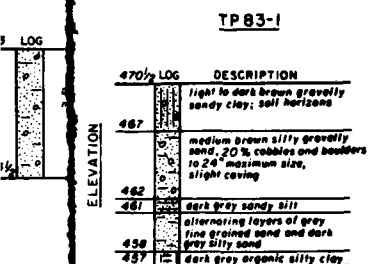 TP 83-1
LOG
470½ LOG DESCRIPTION
light to dark brown gravelly
sandy clay; soil horizons
467
medium brown silty gravelly
sand, 20% cobbles and boulders
to 24" maximum size,
slight caving
ELEVATION
462
461 dark grey sandy silt
alternating layers of grey
fine grained sand and dark
458 grey silty sand
457 dark grey organic silty clay